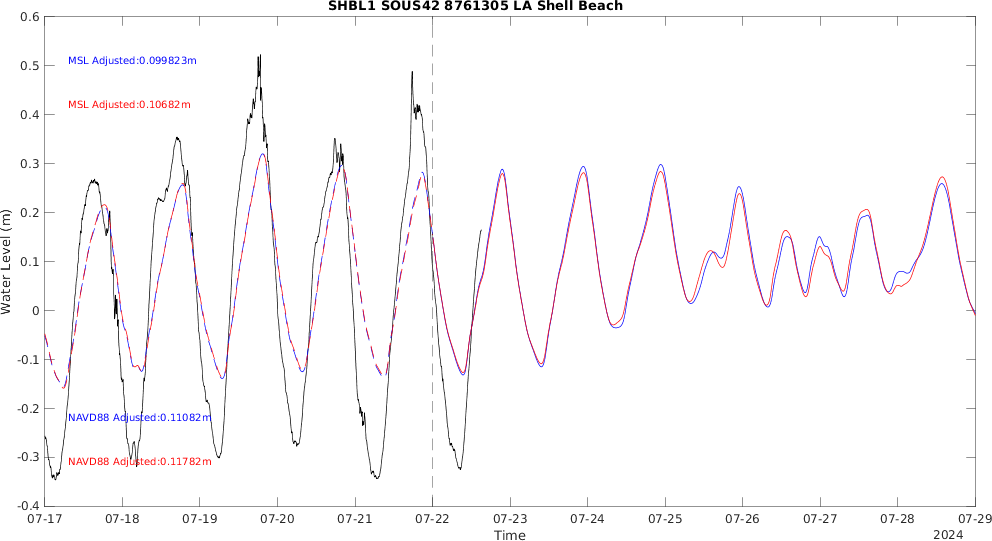 SHBL1 SOUS42 8761305 LA Shell Beach
0.6
0.5
0.4
0.3
0.2
0.1
0
-0.1
-0.2
-0.3
-0.4
Water Level (m)
MSL Adjusted:0.099823m
MSL Adjusted:0.10682m
NAVD88 Adjusted:0.11082m
NAVD88 Adjusted:0.11782m
07-17 07-18 07-19 07-20 07-21 07-22 07-23 07-24 07-25 07-26 07-27 07-28 07-29
Time
2024